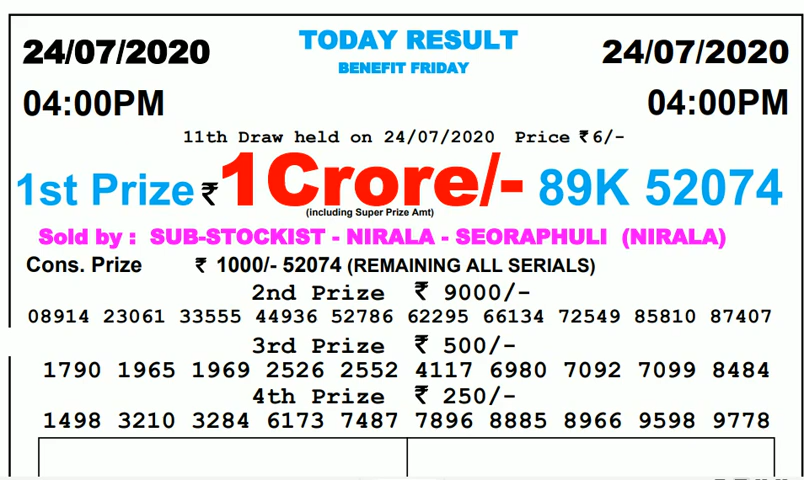 24/07/2020 TODAY RESULT 24/07/2020
BENEFIT FRIDAY
04:00PM 04:00PM
11th Draw held on 24/07/2020 Price ₹6/-
1st Prize ₹1Crore/- 89K 52074
(including Super Prize Amt)
Sold by : SUB-STOCKIST - NIRALA - SEORAPHULI (NIRALA)
Cons. Prize ₹ 1000/- 52074 (REMAINING ALL SERIALS)
2nd Prize ₹ 9000/-
08914 23061 33555 44936 52786 62295 66134 72549 85810 87407
3rd Prize ₹ 500/-
1790 1965 1969 2526 2552 4117 6980 7092 7099 8484
4th Prize ₹ 250/-
1498 3210 3284 6173 7487 7896 8885 8966 9598 9778